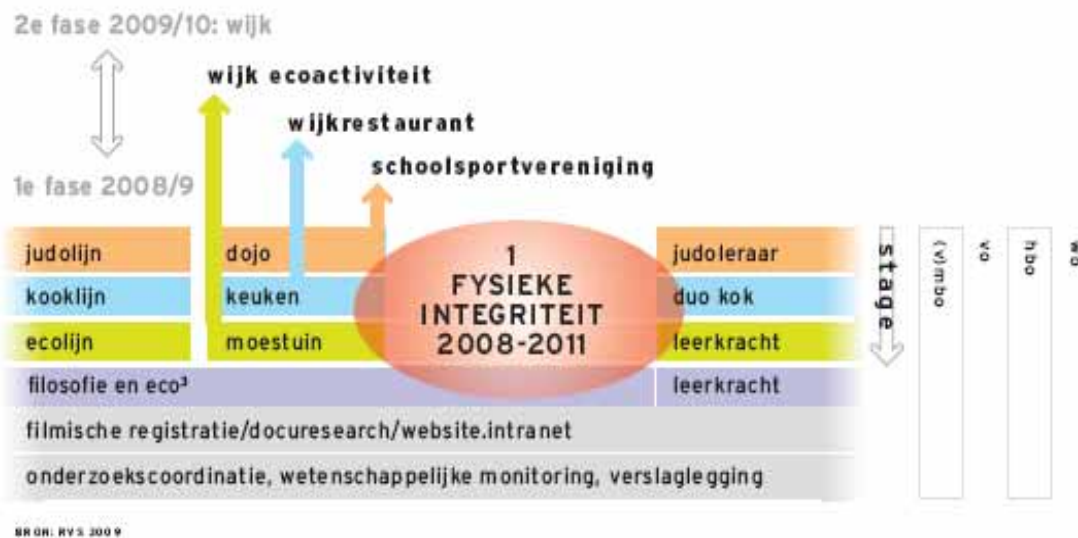 2e fase 2009/10: wijk
wijk ecoactiviteit
wijkrestaurant
schoolsportvereniging
1e fase 2008/9
judolijn
dojo
judoleraar
kooklijn
keuken
duo kok
ecolijn
moestuin
leerkracht
1
FYSIEKE
INTEGRITEIT
2008-2011
filosofie en eco³
leerkracht
filmische registratie/docuresearch/website.intranet
onderzoekscoordinatie, wetenschappelijke monitoring, verslaglegging
stage
(v)mbo
vo
hbo
wo
BRON: RVS 2009